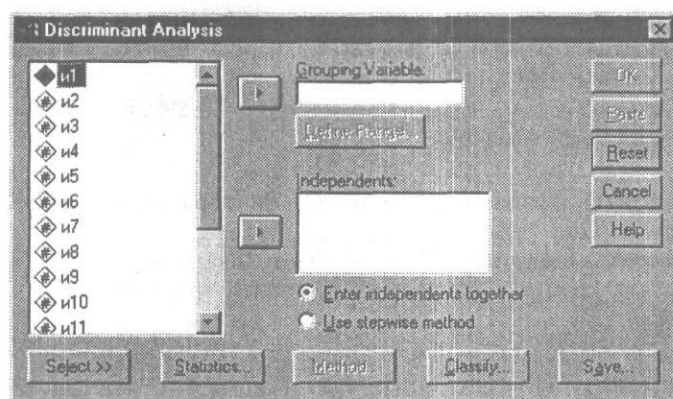 Discriminant Analysis
и1
и2
и3
и4
и5
и6
и7
и8
и9
и10
и11
Grouping Variable:
Define Range...
Independents:
Enter independents together
Use stepwise method
OK
Paste
Reset
Cancel
Help
Select >>
Statistics...
Method...
Classify...
Save...